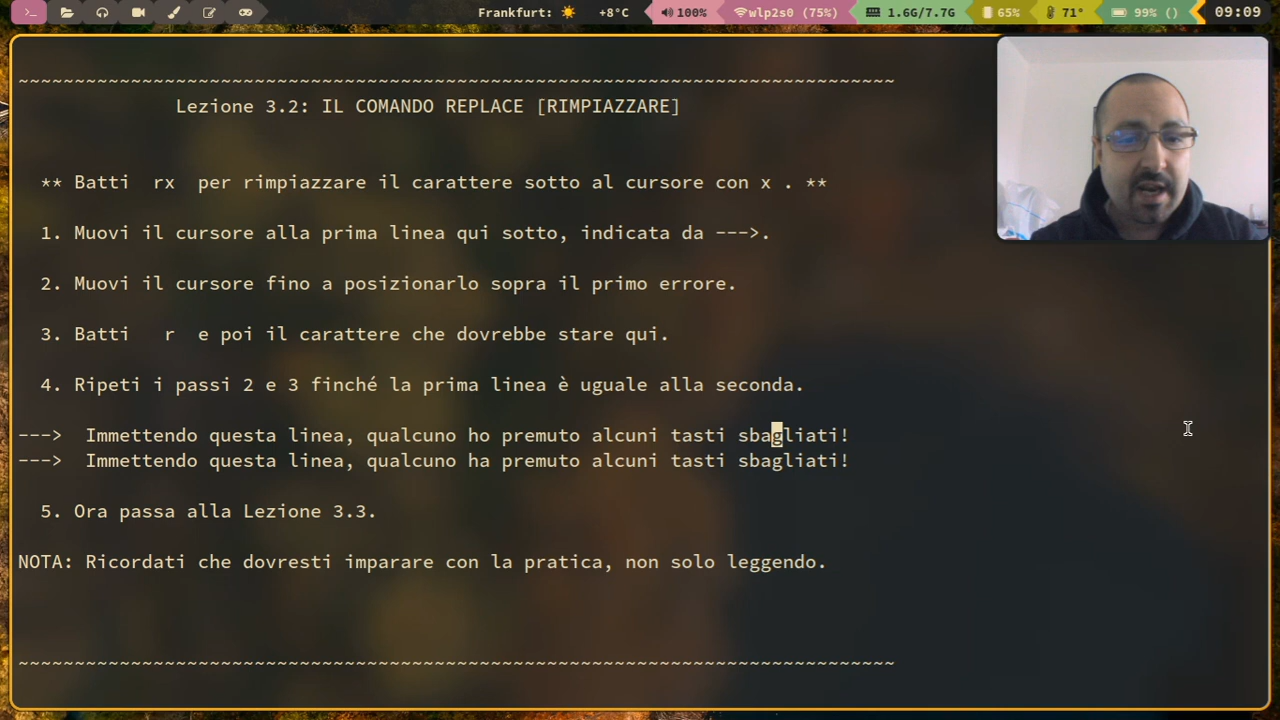 Frankfurt: +8°C 100% wlp2s0 (75%) 1.6G/7.7G 65% 71° 99% () 09:09
~~~~~~~~~~~~~~~~~~~~~~~~~~~~~~~~~~~~~~~~~~~~~~~~~~~~~~~~~~~~~~~~~~~~~~~~~~~~~~
Lezione 3.2: IL COMANDO REPLACE [RIMPIAZZARE]
** Batti  rx  per rimpiazzare il carattere sotto al cursore con x . **
1. Muovi il cursore alla prima linea qui sotto, indicata da --->.
2. Muovi il cursore fino a posizionarlo sopra il primo errore.
3. Batti   r  e poi il carattere che dovrebbe stare qui.
4. Ripeti i passi 2 e 3 finché la prima linea è uguale alla seconda.
--->  Immettendo questa linea, qualcuno ho premuto alcuni tasti sbagliati!
--->  Immettendo questa linea, qualcuno ha premuto alcuni tasti sbagliati!
5. Ora passa alla Lezione 3.3.
NOTA: Ricordati che dovresti imparare con la pratica, non solo leggendo.
~~~~~~~~~~~~~~~~~~~~~~~~~~~~~~~~~~~~~~~~~~~~~~~~~~~~~~~~~~~~~~~~~~~~~~~~~~~~~~